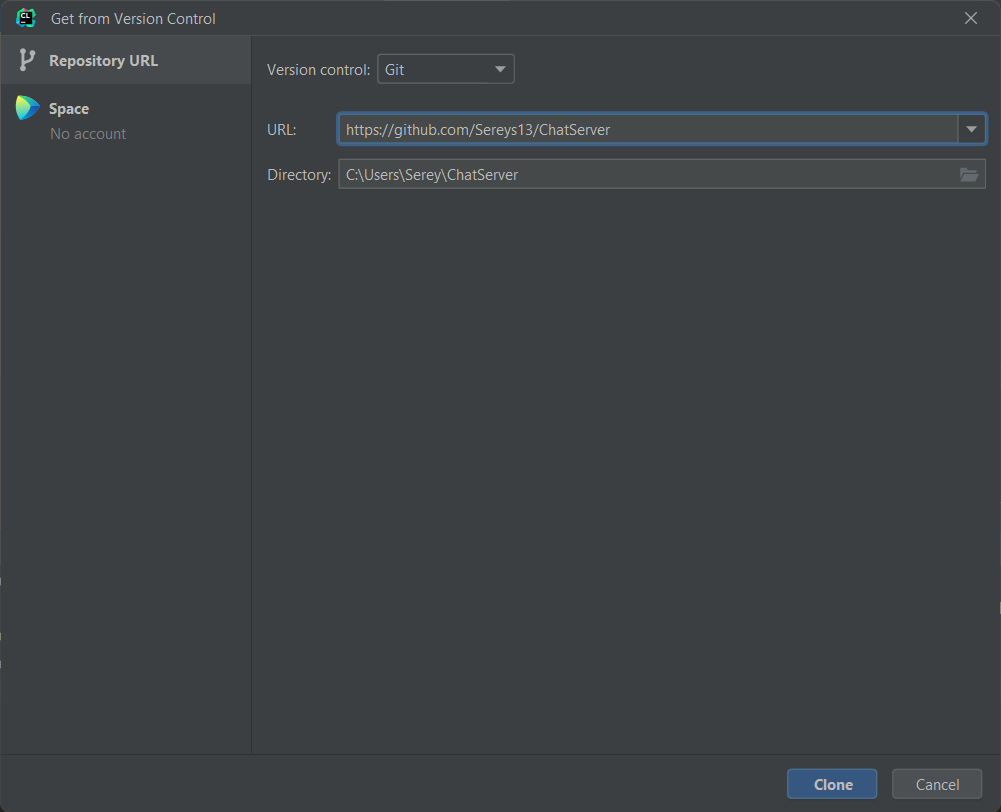 CL
Get from Version Control
Repository URL
Space
No account
Version control: Git
URL: https://github.com/Sereys13/ChatServer
Directory: C:\Users\Serey\ChatServer
Clone Cancel